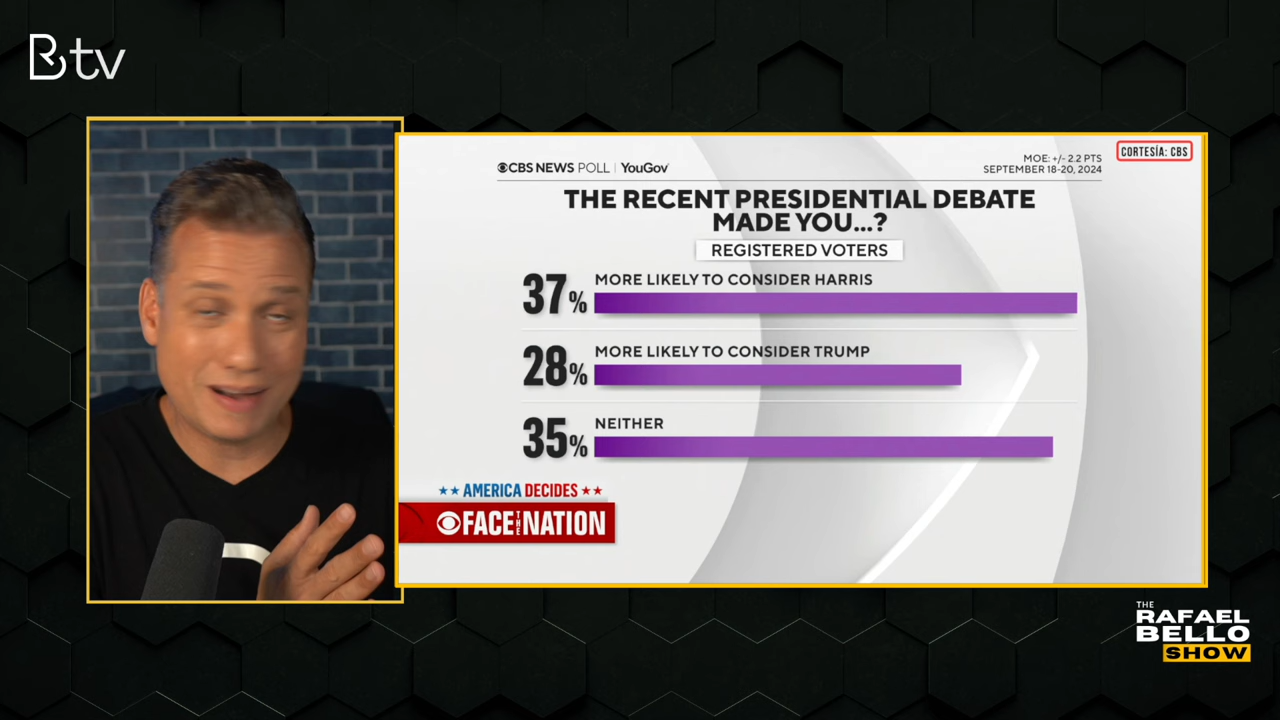 Btv
CBS NEWS POLL | YouGov
MOE: +/- 2.2 PTS
SEPTEMBER 18-20, 2024
CORTESÍA: CBS
THE RECENT PRESIDENTIAL DEBATE
MADE YOU...?
REGISTERED VOTERS
37% MORE LIKELY TO CONSIDER HARRIS
28% MORE LIKELY TO CONSIDER TRUMP
35% NEITHER
AMERICA DECIDES
FACE THE NATION
THE
RAFAEL
BELLO
SHOW